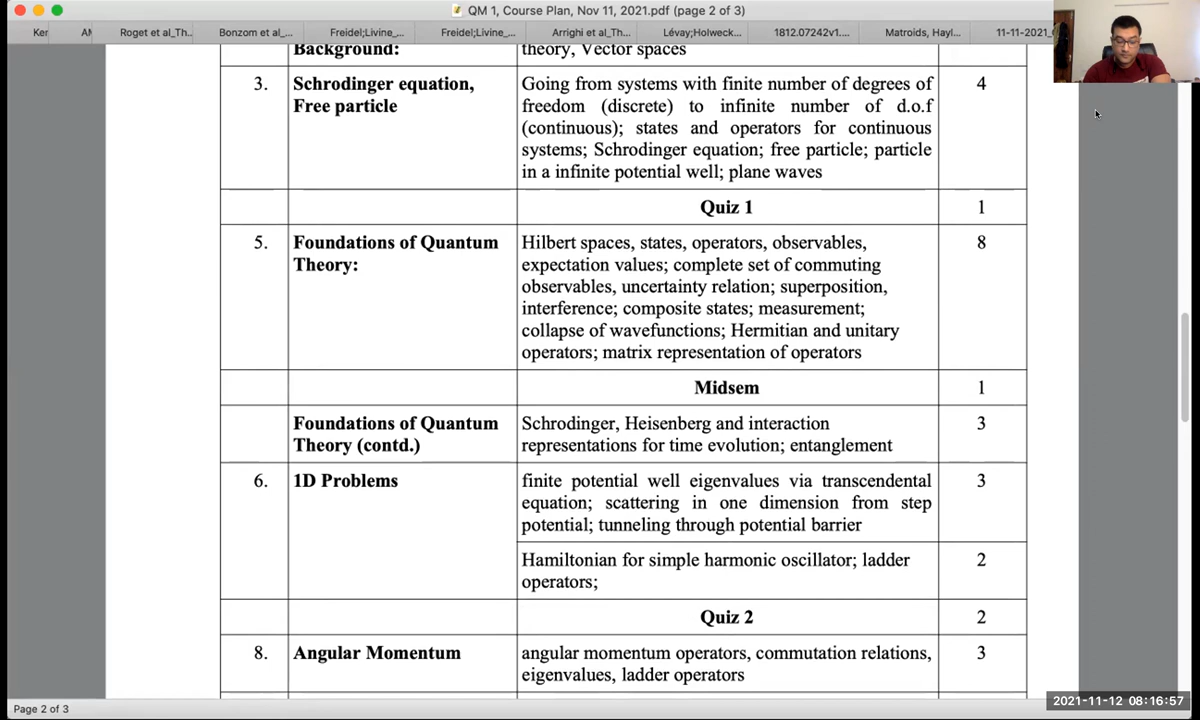 QM 1, Course Plan, Nov 11, 2021.pdf (page 2 of 3)
Ker
Roget et al_Th..
Bonzom et al_...
Freidel;Livine_...
Freidel;Livine_...
Arrighi et al_Th...
Lévay;Holweck...
1812.07242v1....
Matroids, Hayl...
11-11-2021_
Background:
theory, Vector spaces
3.
Schrodinger equation,
Free particle
Going from systems with finite number of degrees of
freedom (discrete) to infinite number of d.o.f
(continuous); states and operators for continuous
systems; Schrodinger equation; free particle; particle
in a infinite potential well; plane waves
4
Quiz 1
1
5.
Foundations of Quantum
Theory:
Hilbert spaces, states, operators, observables,
expectation values; complete set of commuting
observables, uncertainty relation; superposition,
interference; composite states; measurement;
collapse of wavefunctions; Hermitian and unitary
operators; matrix representation of operators
8
Midsem
1
Foundations of Quantum
Theory (contd.)
Schrodinger, Heisenberg and interaction
representations for time evolution; entanglement
3
6.
1D Problems
finite potential well eigenvalues via transcendental
equation; scattering in one dimension from step
potential; tunneling through potential barrier
3
Hamiltonian for simple harmonic oscillator; ladder
operators;
2
Quiz 2
2
8.
Angular Momentum
angular momentum operators, commutation relations,
eigenvalues, ladder operators
3
Page 2 of 3
2021-11-12 08:16:57